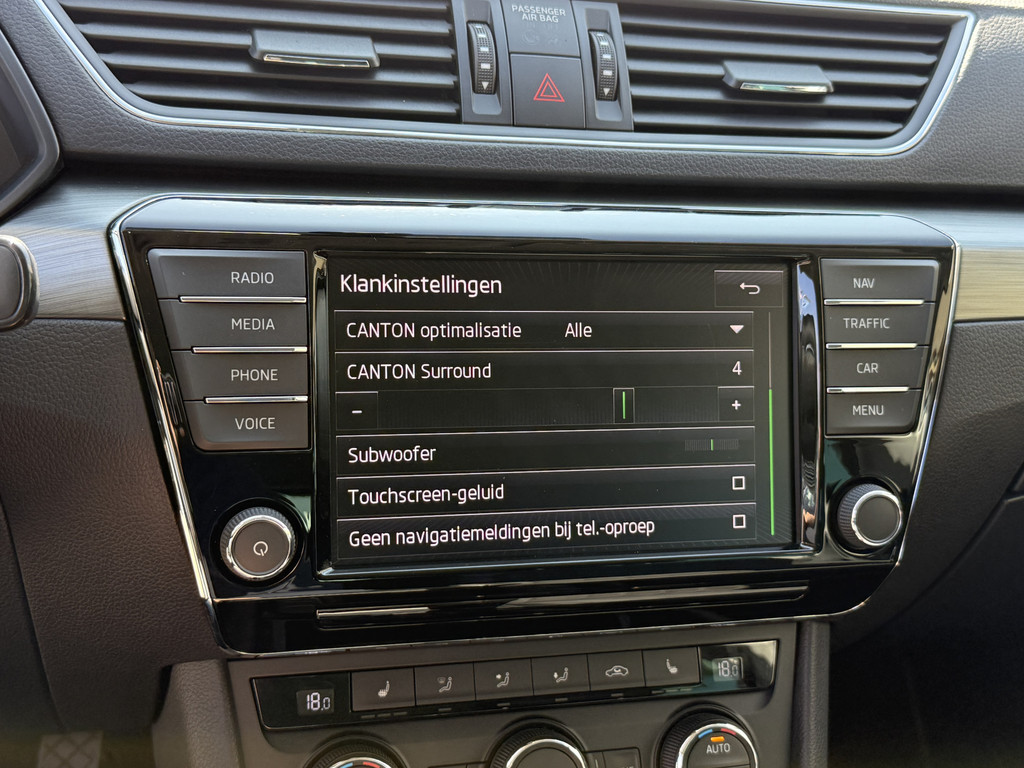 PASSENGER
AIR BAG
RADIO
MEDIA
PHONE
VOICE
Klankinstellingen
CANTON optimalisatie Alle
CANTON Surround 4
- +
Subwoofer
Touchscreen-geluid
Geen navigatiemeldingen bij tel.-oproep
NAV
TRAFFIC
CAR
MENU
18.0
18.0
AUTO